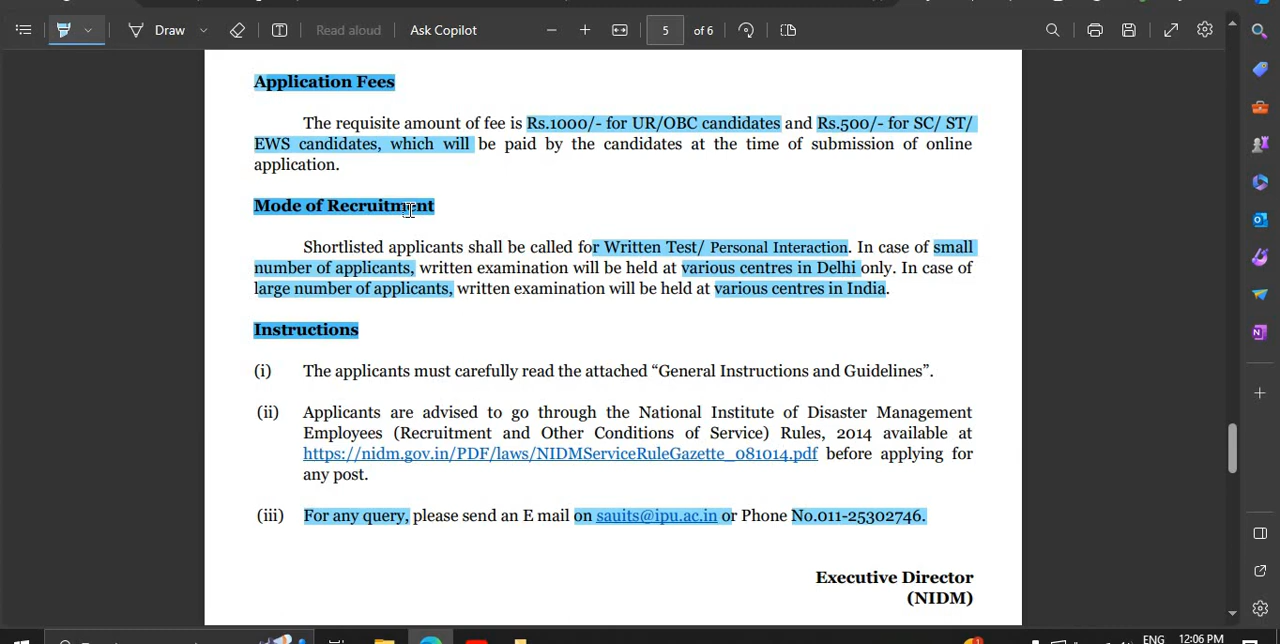 Draw
Read aloud
Ask Copilot
5 of 6
Application Fees
The requisite amount of fee is Rs.1000/- for UR/OBC candidates and Rs.500/- for SC/ ST/
EWS candidates, which will be paid by the candidates at the time of submission of online
application.
Mode of Recruitment
Shortlisted applicants shall be called for Written Test/ Personal Interaction. In case of small
number of applicants, written examination will be held at various centres in Delhi only. In case of
large number of applicants, written examination will be held at various centres in India.
Instructions
(i) The applicants must carefully read the attached “General Instructions and Guidelines”.
(ii) Applicants are advised to go through the National Institute of Disaster Management
Employees (Recruitment and Other Conditions of Service) Rules, 2014 available at
https://nidm.gov.in/PDF/laws/NIDMServiceRuleGazette_081014.pdf before applying for
any post.
(iii) For any query, please send an E mail on sauits@ipu.ac.in or Phone No.011-25302746.
Executive Director
(NIDM)
ENG 12:06 PM